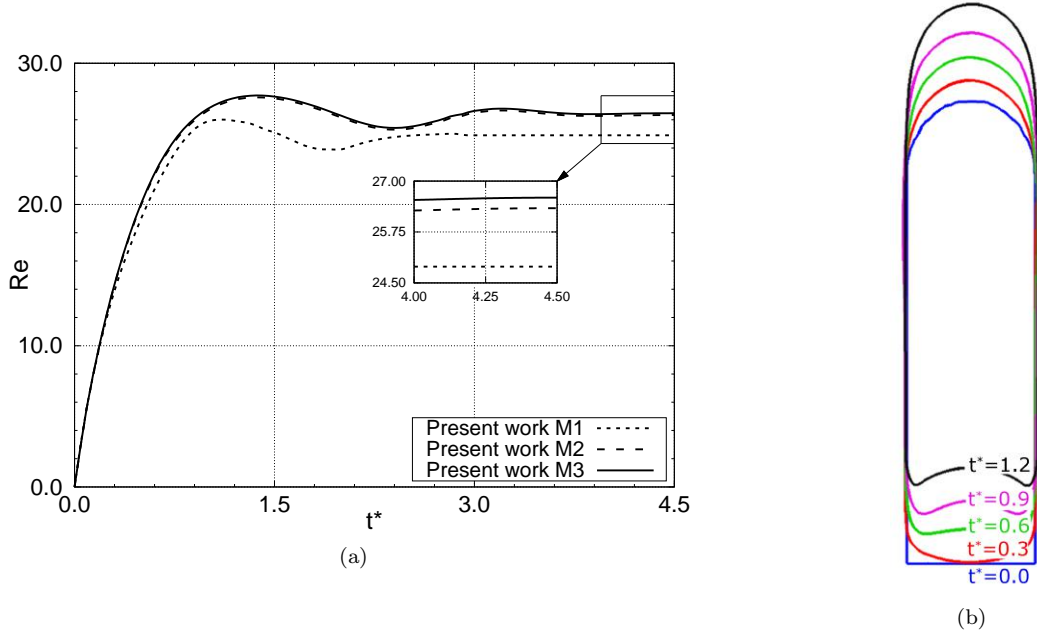 30.0
20.0
10.0
0.0
Re
0.0
1.5
3.0
4.5
t*
27.00
25.75
24.50
4.00
4.25
4.50
Present work M1
Present work M2
Present work M3
(a)
t*=1.2
t*=0.9
t*=0.6
t*=0.3
t*=0.0
(b)